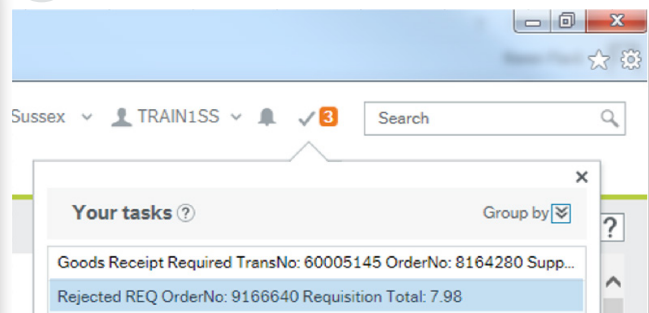 Sussex TRAIN1SS 3 Search
Your tasks ? Group by
?
Goods Receipt Required TransNo: 60005145 OrderNo: 8164280 Supp...
Rejected REQ OrderNo: 9166640 Requisition Total: 7.98